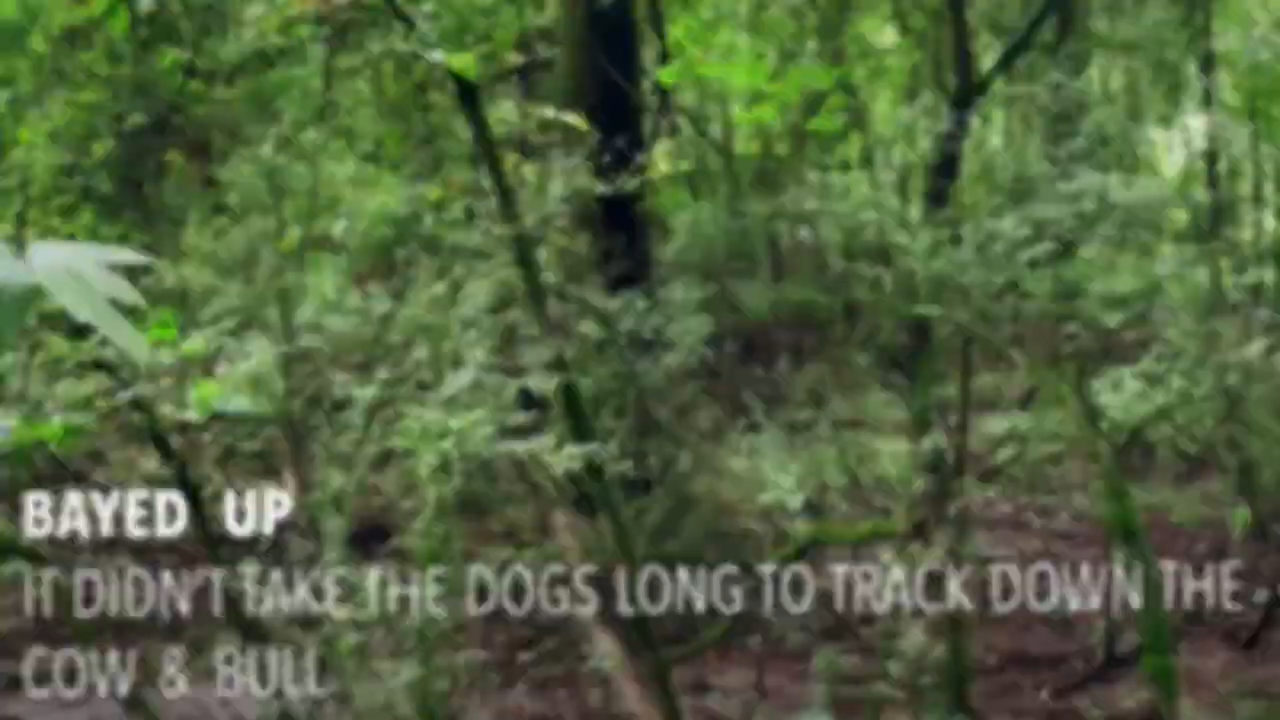 BAYED UP
IT DIDN'T TAKE THE DOGS LONG TO TRACK DOWN THE
COW & BULL